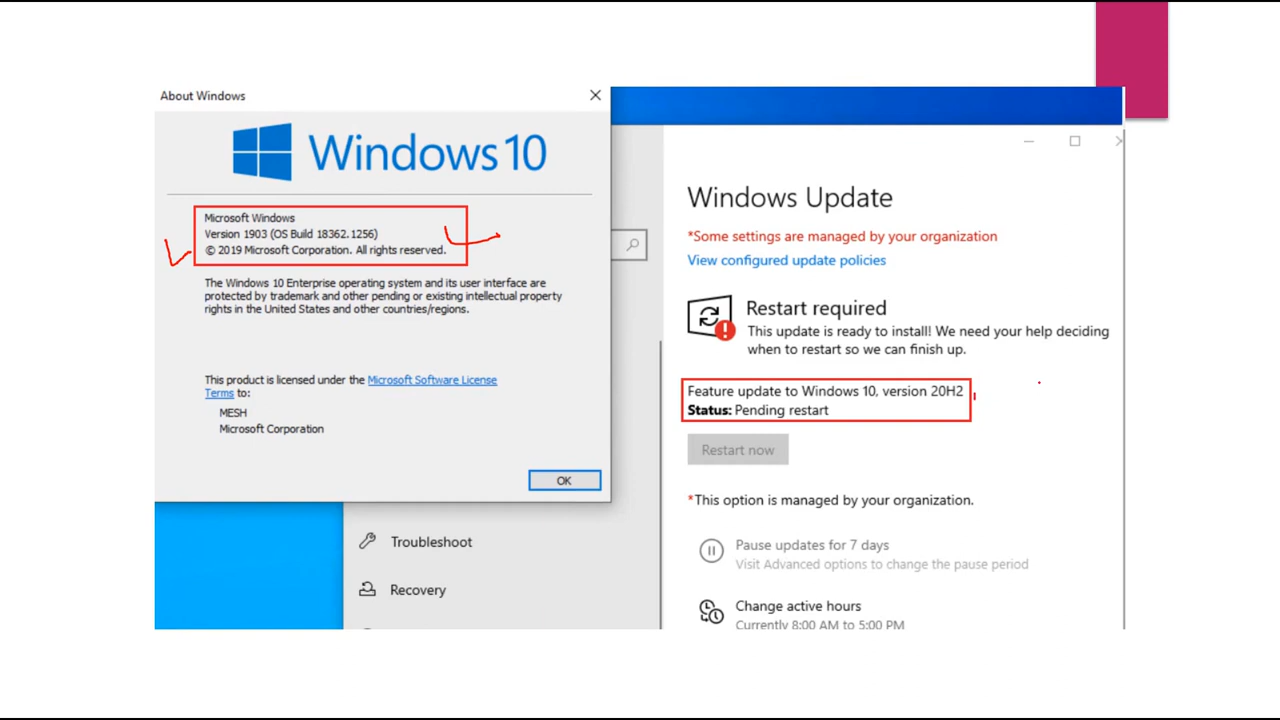 About Windows
Windows 10
Microsoft Windows
Version 1903 (OS Build 18362.1256)
© 2019 Microsoft Corporation. All rights reserved.
The Windows 10 Enterprise operating system and its user interface are
protected by trademark and other pending or existing intellectual property
rights in the United States and other countries/regions.
This product is licensed under the Microsoft Software License
Terms to:
MESH
Microsoft Corporation
OK
Troubleshoot
Recovery
Windows Update
*Some settings are managed by your organization
View configured update policies
Restart required
This update is ready to install! We need your help deciding
when to restart so we can finish up.
Feature update to Windows 10, version 20H2
Status: Pending restart
Restart now
*This option is managed by your organization.
Pause updates for 7 days
Visit Advanced options to change the pause period
Change active hours
Currently 8:00 AM to 5:00 PM